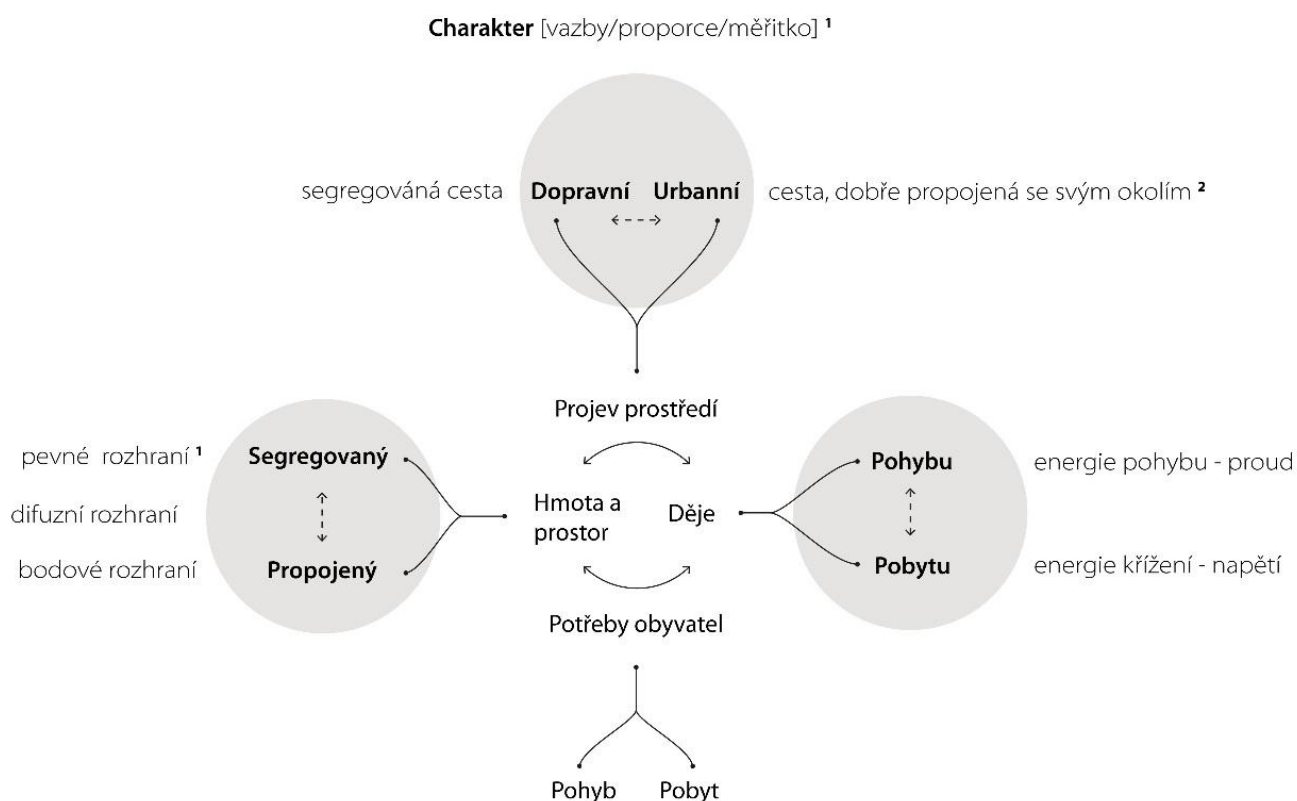 Charakter [vazby/proporce/měřitko] ¹
segregováná cesta Dopravní Urbanní cesta, dobře propojená se svým okolím ²
Projev prostředí
pevné rozhraní ¹ Segregovaný
difuzní rozhraní
bodové rozhraní Propojený
Hmota a
prostor
Děje
Pohybu energie pohybu - proud
Pobytu energie křížení - napětí
Potřeby obyvatel
Pohyb Pobyt